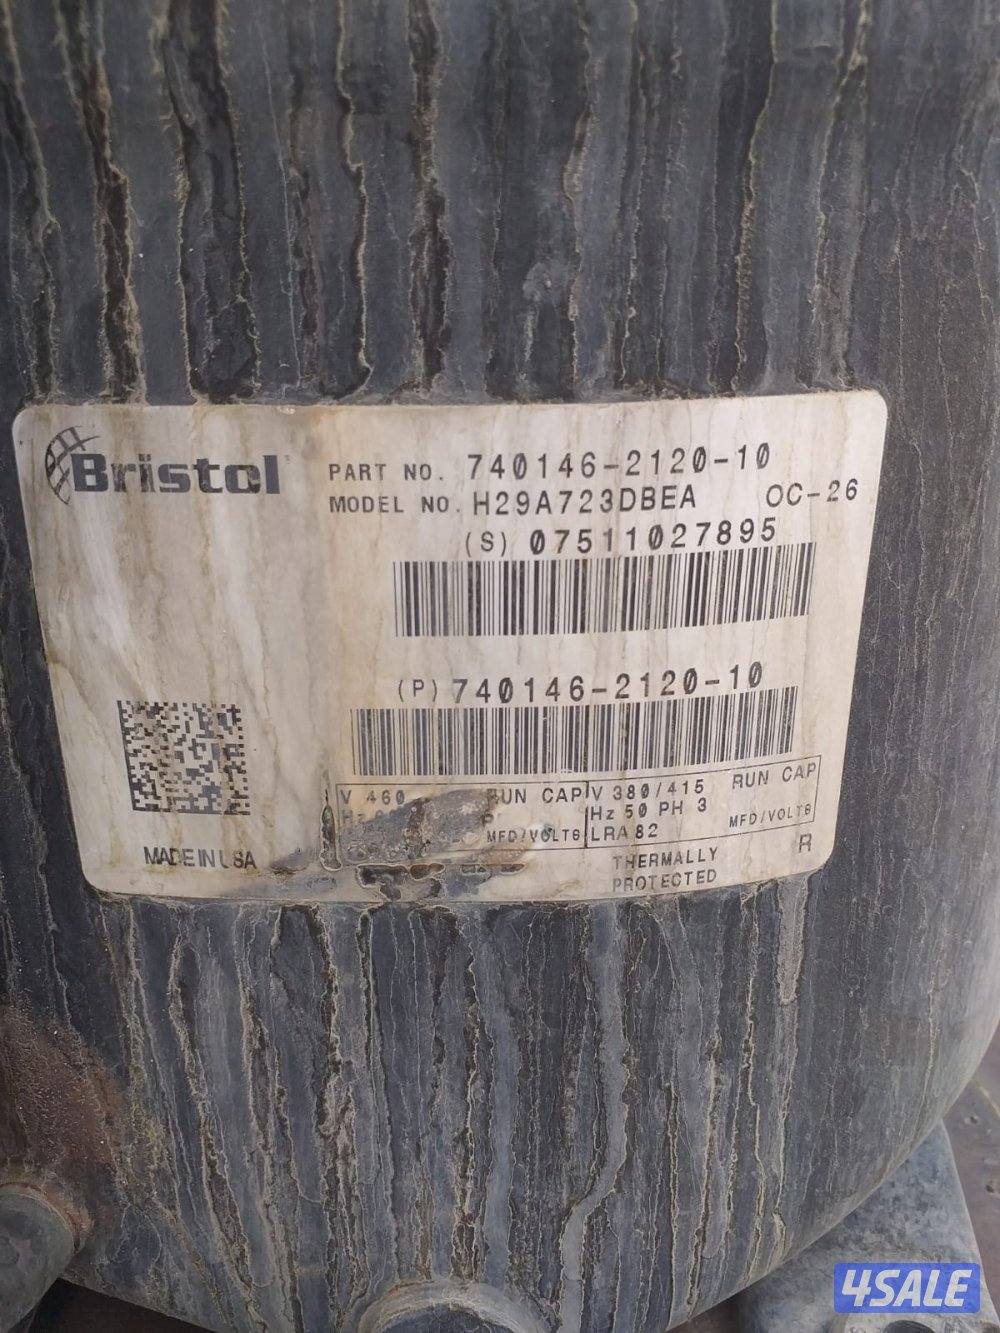 Bristol
PART NO. 740146-2120-10
MODEL NO. H29A723DBEA OC-26
(S) 07511027895
(P) 740146-2120-10
V 460 RUN CAP
Hz
MFD/VOLTS
V 380/415 RUN CAP
Hz 50 PH 3
LRA 82 MFD/VOLTS
MADE IN USA
THERMALLY
PROTECTED
R
4SALE